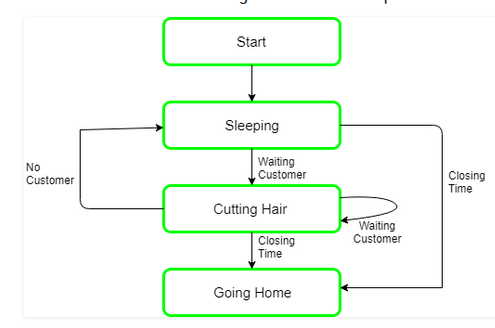 Start
Sleeping
Waiting
Customer
No
Customer
Closing
Time
Cutting Hair
Waiting
Customer
Closing
Time
Going Home